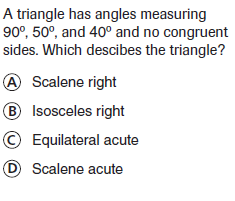 A triangle has angles measuring
90º, 50º, and 40º and no congruent
sides. Which descibes the triangle?
Ⓐ Scalene right
Ⓑ Isosceles right
Ⓒ Equilateral acute
Ⓓ Scalene acute